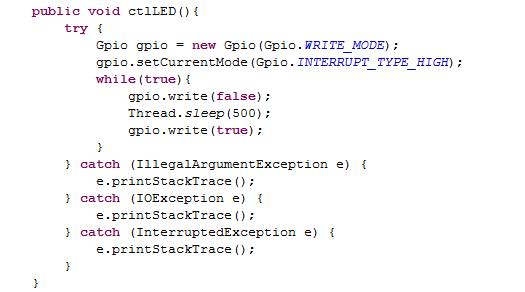 public void ctlLED(){
try {
Gpio gpio = new Gpio(Gpio.WRITE_MODE);
gpio.setCurrentMode(Gpio.INTERRUPT_TYPE_HIGH);
while(true){
gpio.write(false);
Thread.sleep(500);
gpio.write(true);
}
} catch (IllegalArgumentException e) {
e.printStackTrace();
} catch (IOException e) {
e.printStackTrace();
} catch (InterruptedException e) {
e.printStackTrace();
}
}